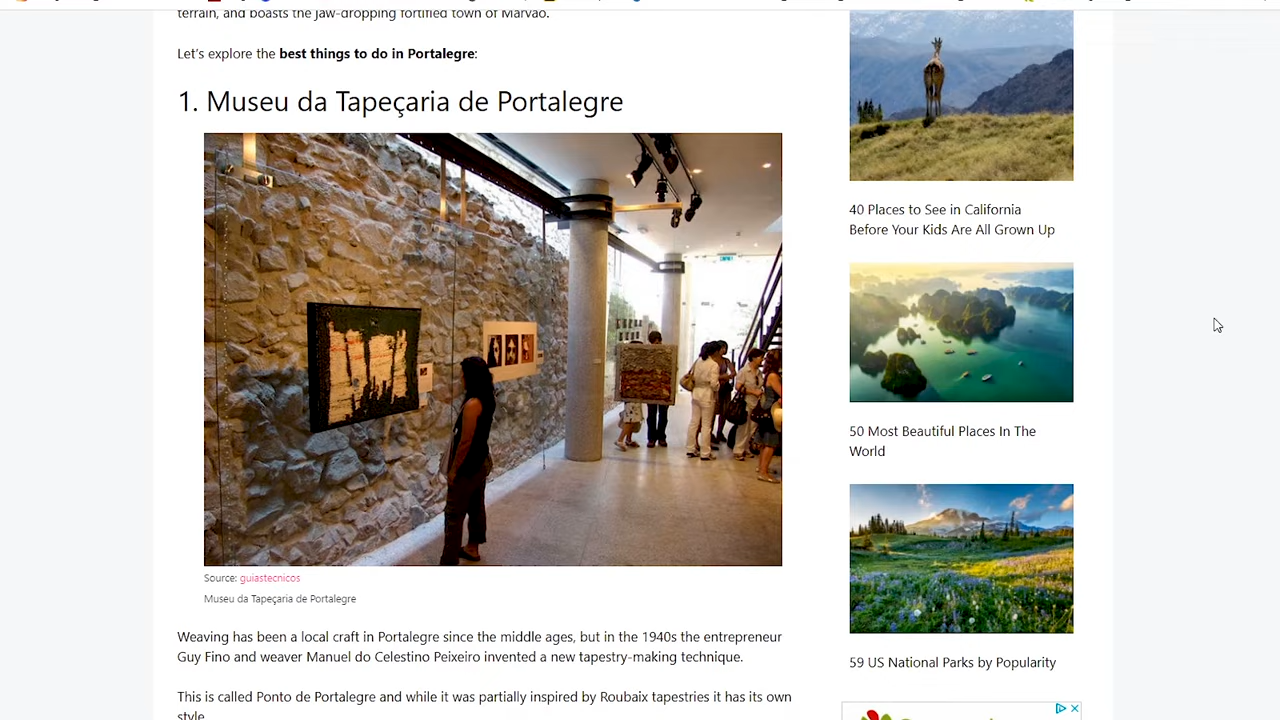 terrain, and boasts the jaw-dropping fortified town of Marvão.
Let's explore the best things to do in Portalegre:
1. Museu da Tapeçaria de Portalegre
Source: guiastecnicos
Museu da Tapeçaria de Portalegre
Weaving has been a local craft in Portalegre since the middle ages, but in the 1940s the entrepreneur
Guy Fino and weaver Manuel do Celestino Peixeiro invented a new tapestry-making technique.
This is called Ponto de Portalegre and while it was partially inspired by Roubaix tapestries it has its own
style.
40 Places to See in California
Before Your Kids Are All Grown Up
50 Most Beautiful Places In The
World
59 US National Parks by Popularity